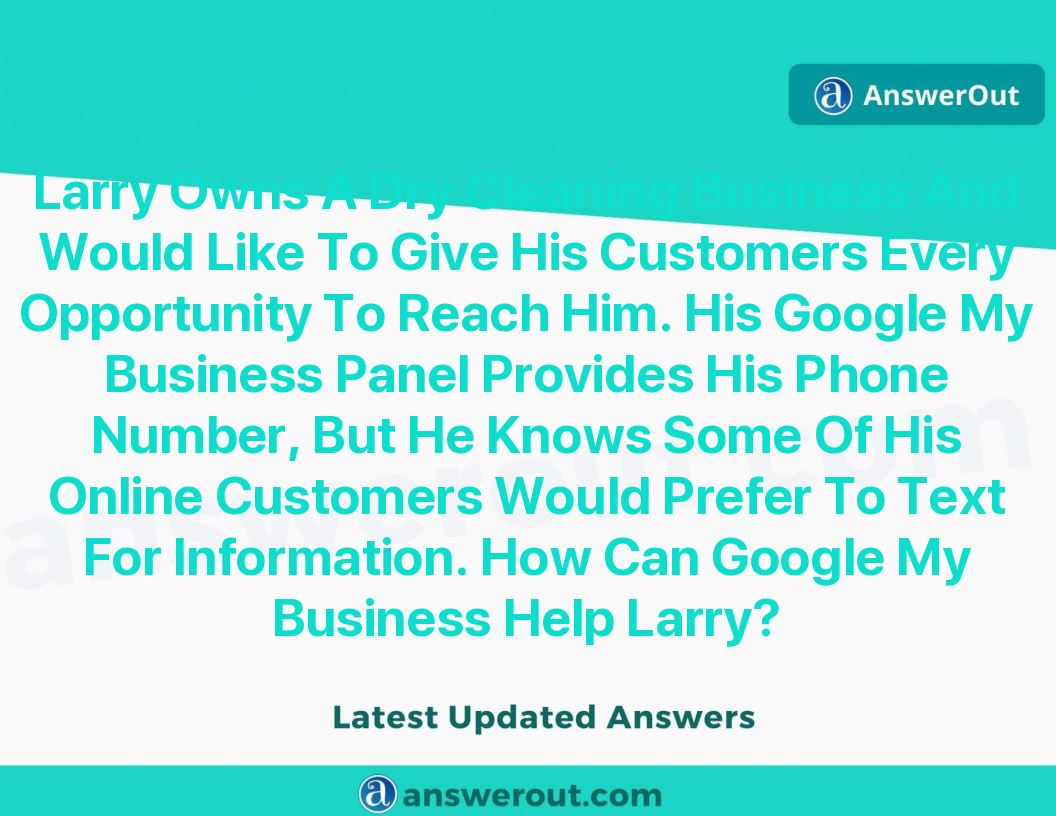 AnswerOut
Larry Owns A Dry Cleaning Business And
Would Like To Give His Customers Every
Opportunity To Reach Him. His Google My
Business Panel Provides His Phone
Number, But He Knows Some Of His
Online Customers Would Prefer To Text
For Information. How Can Google My
Business Help Larry?
answerout.com
Latest Updated Answers
answerout.com